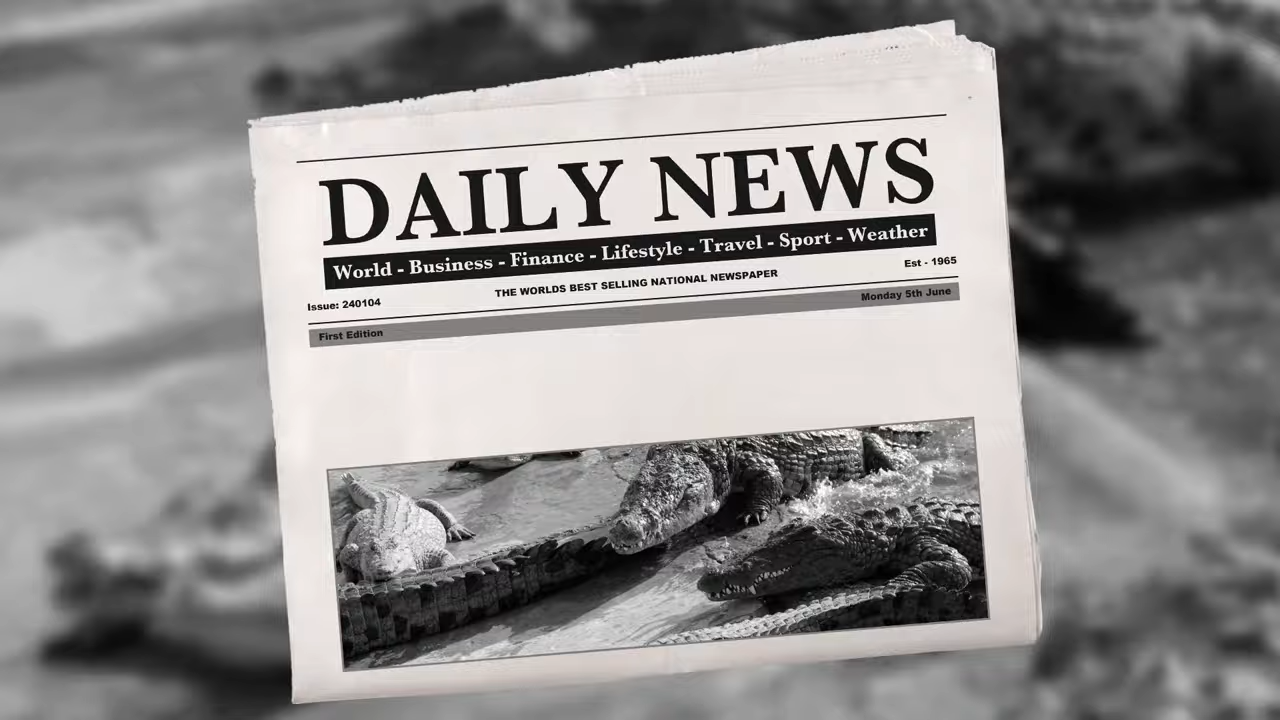 DAILY NEWS
World - Business - Finance - Lifestyle - Travel - Sport - Weather
Issue: 240104
THE WORLDS BEST SELLING NATIONAL NEWSPAPER
Est - 1965
First Edition
Monday 5th June